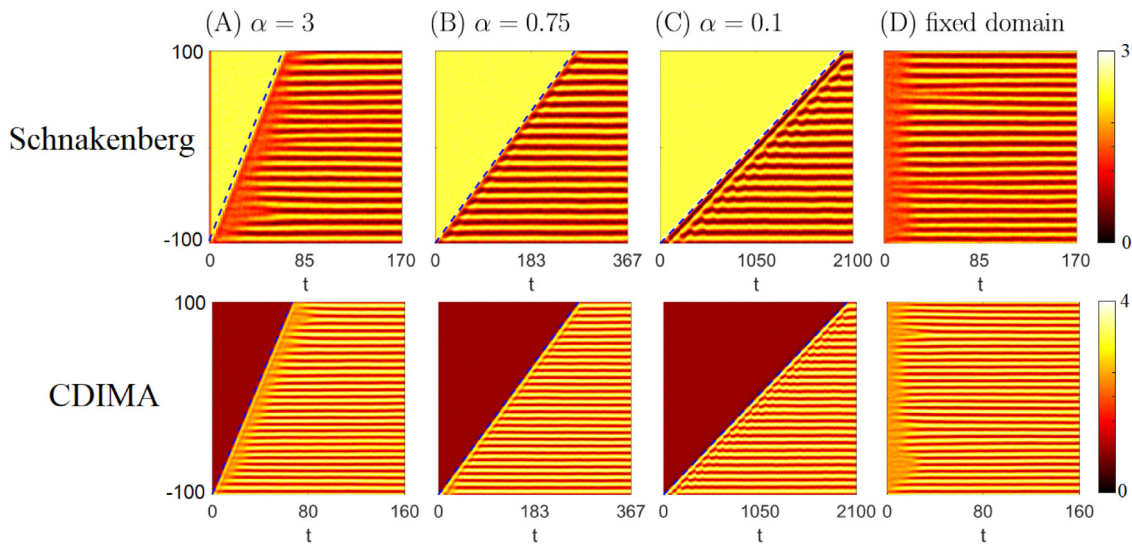 (A) α = 3 (B) α = 0.75 (C) α = 0.1 (D) fixed domain
100 3
Schnakenberg
-100 0
0 85 170 0 183 367 0 1050 2100 0 85 170
t t t t
100 4
CDIMA
-100 0
0 80 160 0 183 367 0 1050 2100 0 80 160
t t t t